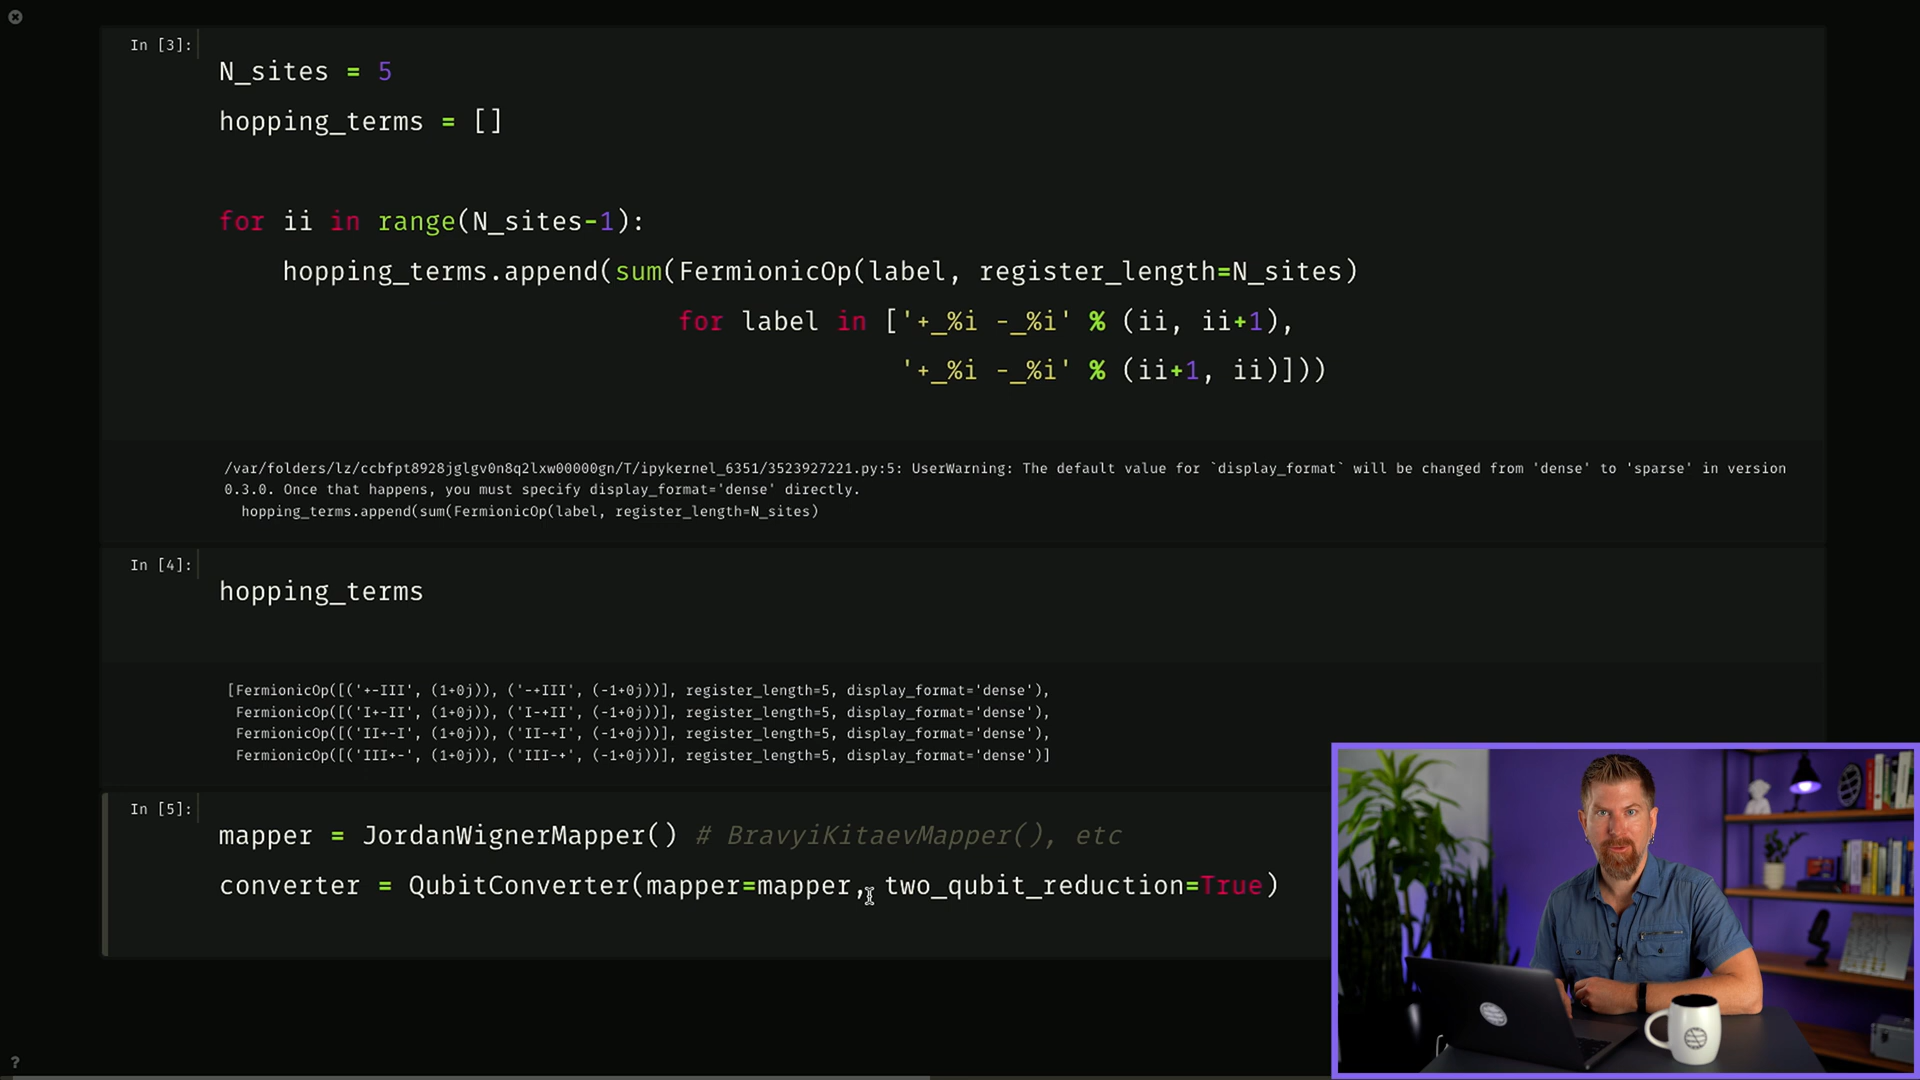 In [3]:
N_sites = 5
hopping_terms = []
for ii in range(N_sites-1):
hopping_terms.append(sum(FermionicOp(label, register_length=N_sites)
for label in ['+_%i -_%i' % (ii, ii+1),
'+_%i -_%i' % (ii+1, ii)]))
/var/folders/lz/ccbfpt8928jglgv0n8q2lxw00000gn/T/ipykernel_6351/3523927221.py:5: UserWarning: The default value for `display_format` will be changed from 'dense' to 'sparse' in version
0.3.0. Once that happens, you must specify display_format='dense' directly.
hopping_terms.append(sum(FermionicOp(label, register_length=N_sites)
In [4]:
hopping_terms
[FermionicOp([('+-III', (1+0j)), ('-+III', (-1+0j))], register_length=5, display_format='dense'),
FermionicOp([('I+-II', (1+0j)), ('I-+II', (-1+0j))], register_length=5, display_format='dense'),
FermionicOp([('II+-I', (1+0j)), ('II-+I', (-1+0j))], register_length=5, display_format='dense'),
FermionicOp([('III+-', (1+0j)), ('III-+', (-1+0j))], register_length=5, display_format='dense')]
In [5]:
mapper = JordanWignerMapper() # BravyiKitaevMapper(), etc
converter = QubitConverter(mapper=mapper, two_qubit_reduction=True)
?